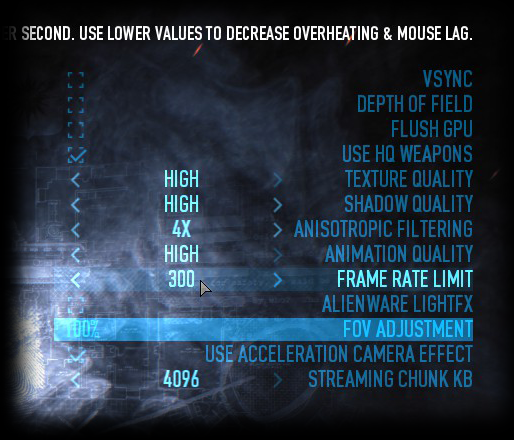 SECOND. USE LOWER VALUES TO DECREASE OVERHEATING & MOUSE LAG.
VSYNC
DEPTH OF FIELD
FLUSH GPU
USE HQ WEAPONS
HIGH TEXTURE QUALITY
HIGH SHADOW QUALITY
4X ANISOTROPIC FILTERING
HIGH ANIMATION QUALITY
300 FRAME RATE LIMIT
ALIENWARE LIGHTFX
100% FOV ADJUSTMENT
USE ACCELERATION CAMERA EFFECT
4096 STREAMING CHUNK KB